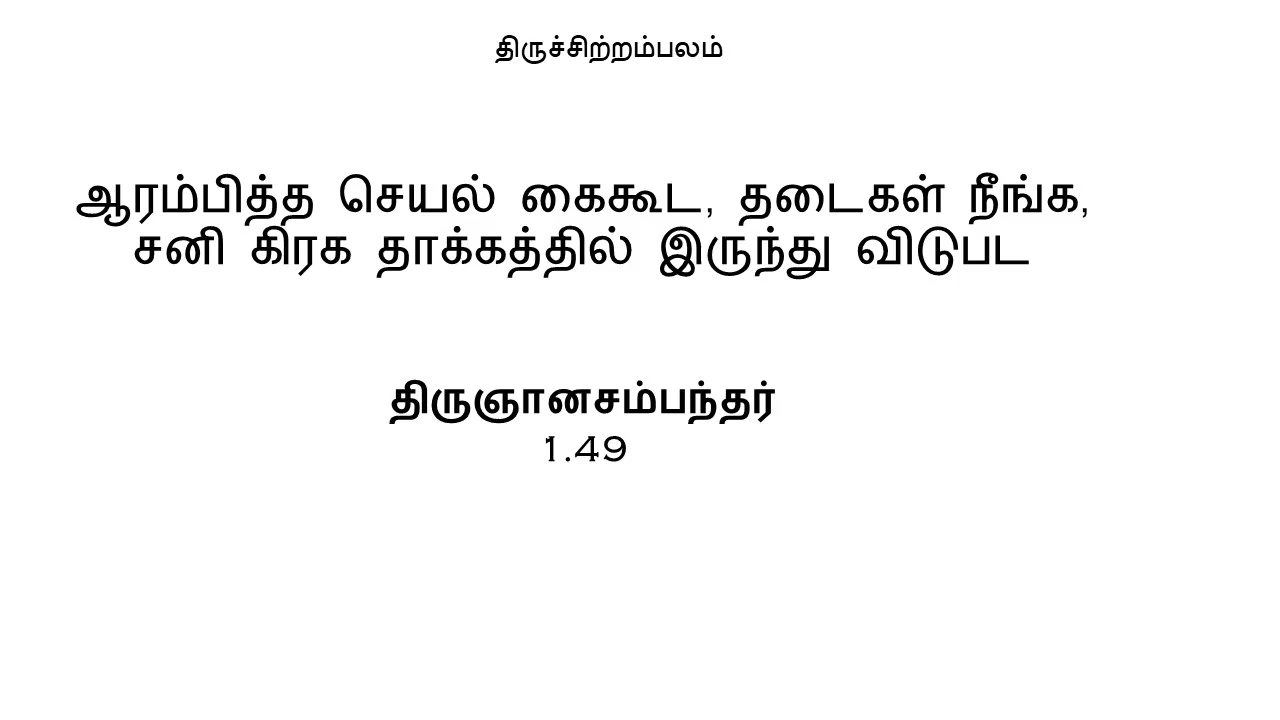 திருச்சிற்றம்பலம்
ஆரம்பித்த செயல் கைகூட, தடைகள் நீங்க,
சனி கிரக தாக்கத்தில் இருந்து விடுபட
திருஞானசம்பந்தர்
1.49